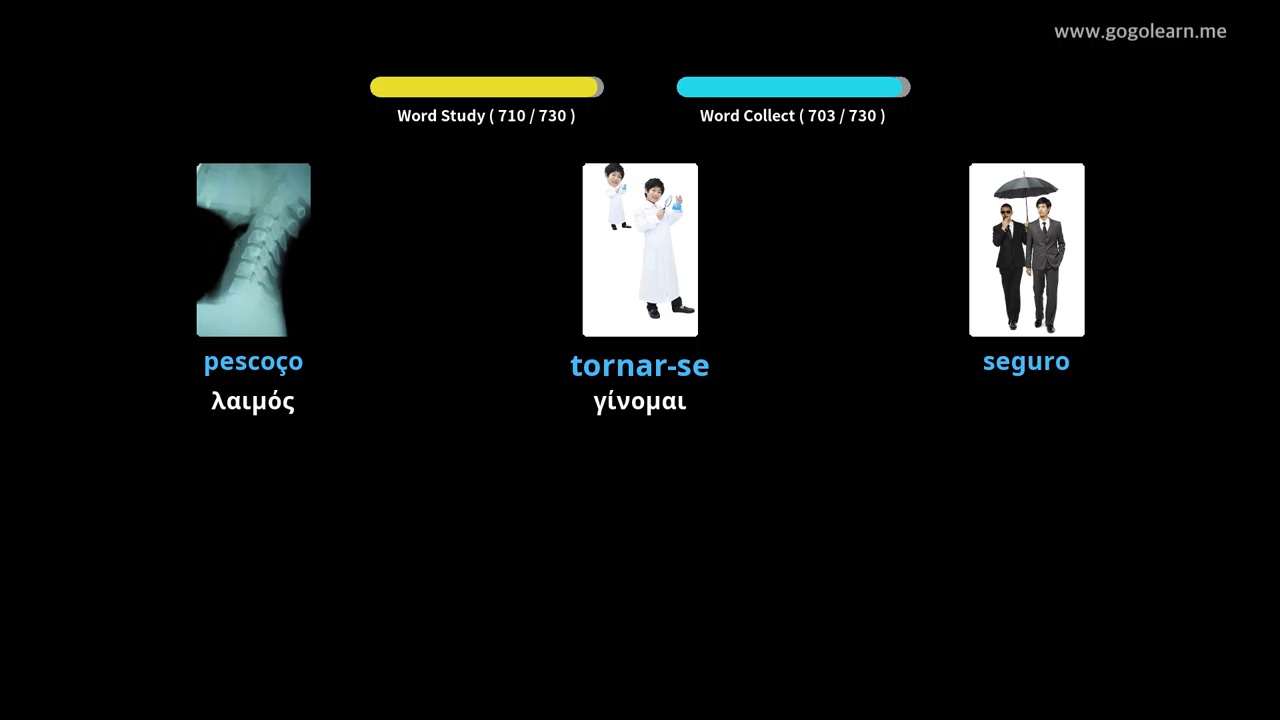 www.gogolearn.me
Word Study ( 710 / 730 )
Word Collect ( 703 / 730 )
pescoço
λαιμός
tornar-se
γίνομαι
seguro